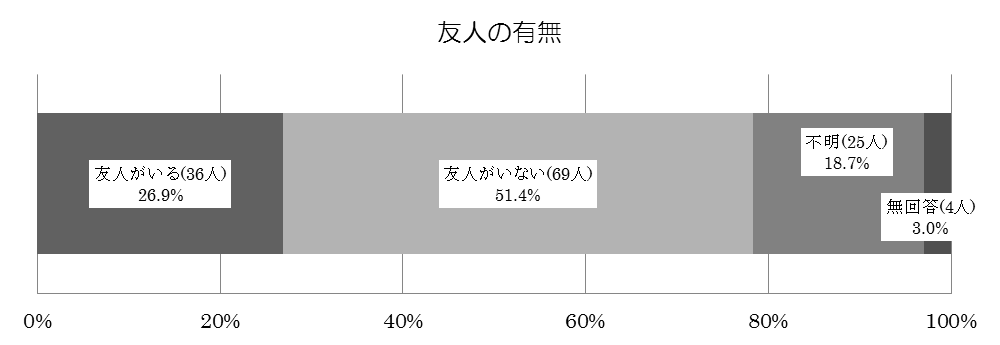 友人の有無
友人がいる(36人)
26.9%
友人がいない(69人)
51.4%
不明(25人)
18.7%
無回答(4人)
3.0%
0%
20%
40%
60%
80%
100%